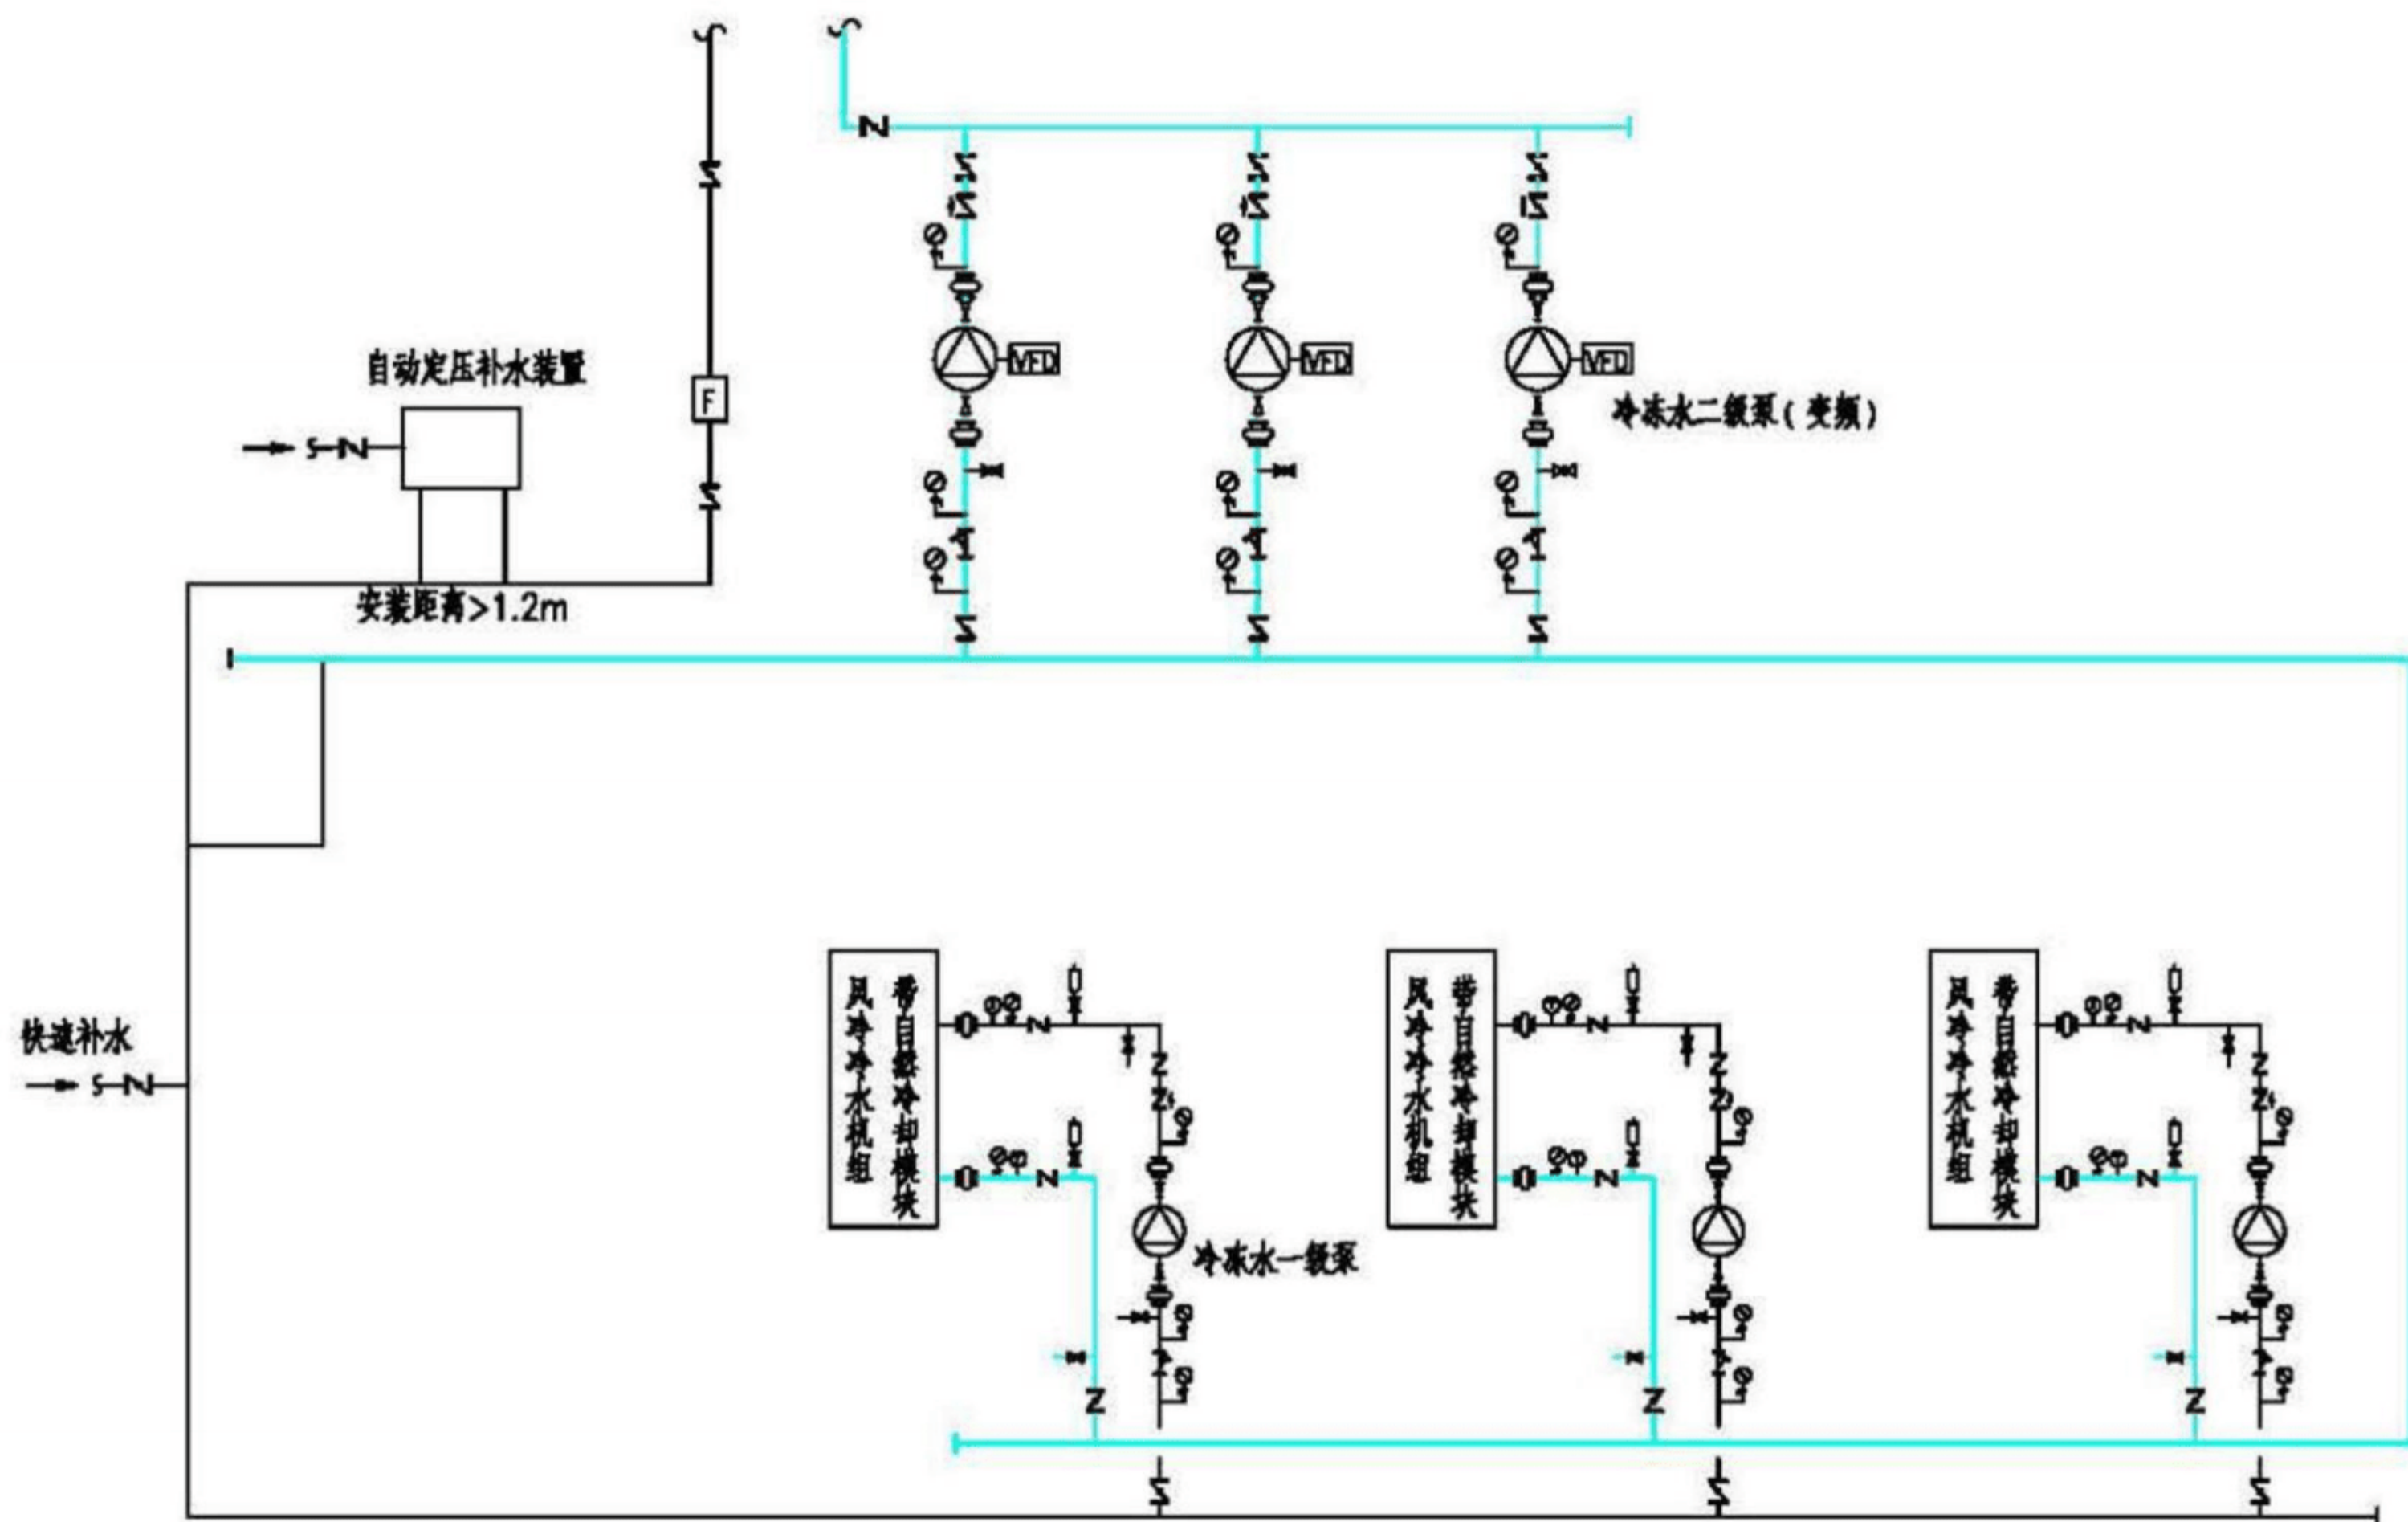 自动定压补水装置
F
VFD
VFD
VFD
冷冻水二级泵(变频)
安装距离>1.2m
快速补水
带自然冷却模块
风冷冷水机组
带自然冷却模块
风冷冷水机组
带自然冷却模块
风冷冷水机组
冷冻水一级泵